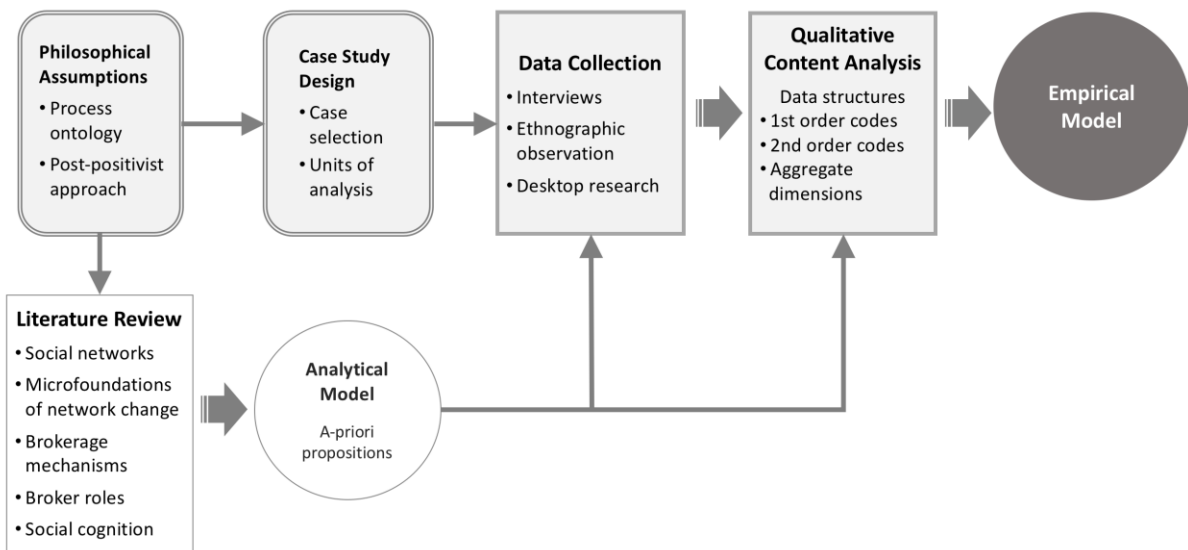 Philosophical
Assumptions
• Process
ontology
• Post-positivist
approach
Case Study
Design
• Case
selection
• Units of
analysis
Data Collection
• Interviews
• Ethnographic
observation
• Desktop research
Qualitative
Content Analysis
Data structures
• 1st order codes
• 2nd order codes
• Aggregate
dimensions
Empirical
Model
Literature Review
• Social networks
• Microfoundations
of network change
• Brokerage
mechanisms
• Broker roles
• Social cognition
Analytical
Model
A-priori
propositions